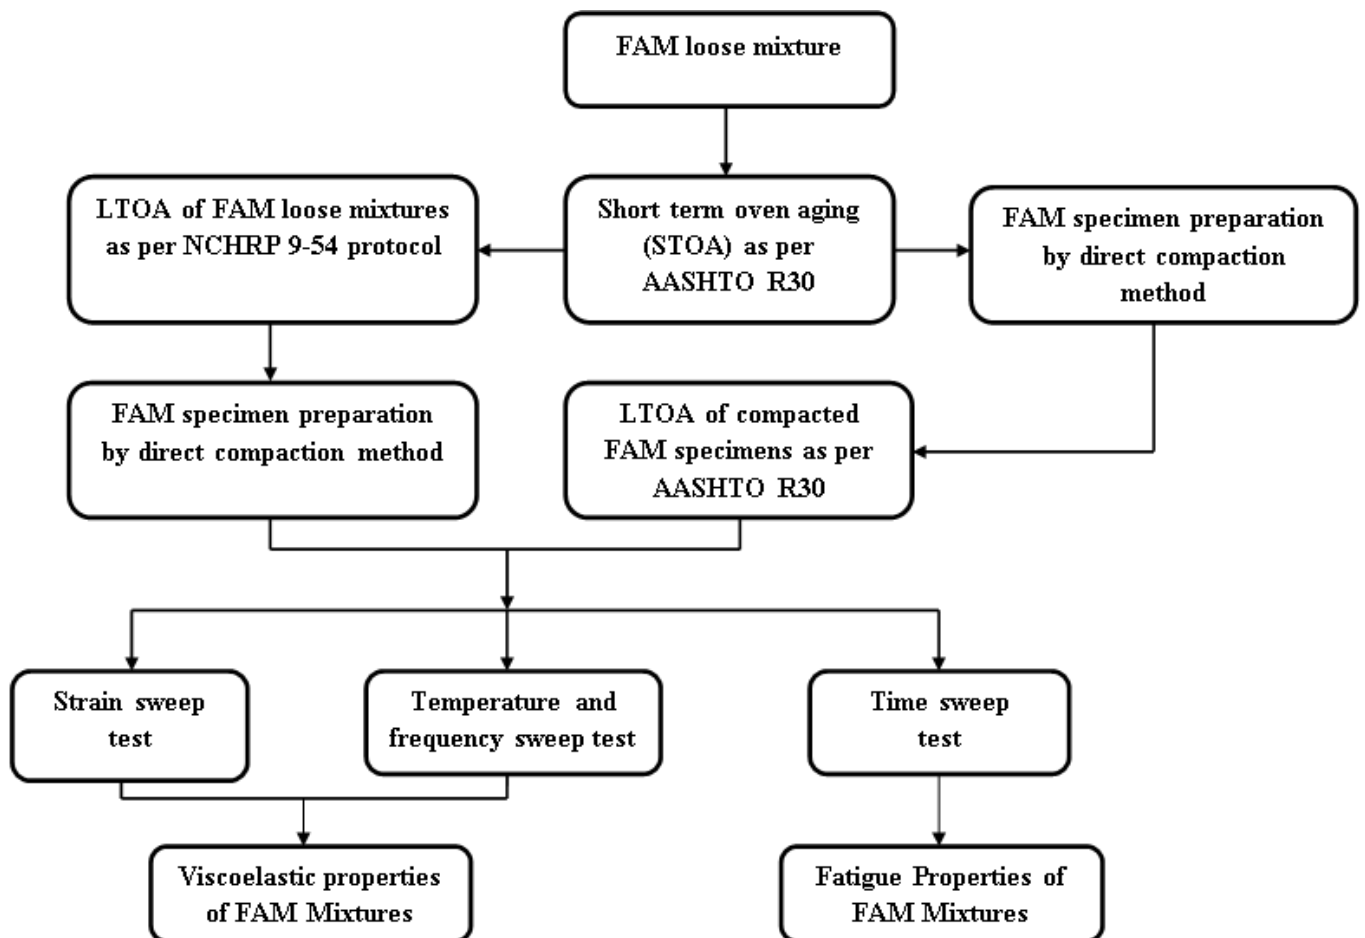 FAM loose mixture
LTOA of FAM loose mixtures
as per NCHRP 9-54 protocol
Short term oven aging
(STOA) as per
AASHTO R30
FAM specimen preparation
by direct compaction
method
FAM specimen preparation
by direct compaction method
LTOA of compacted
FAM specimens as per
AASHTO R30
Strain sweep
test
Temperature and
frequency sweep test
Time sweep
test
Viscoelastic properties
of FAM Mixtures
Fatigue Properties of
FAM Mixtures